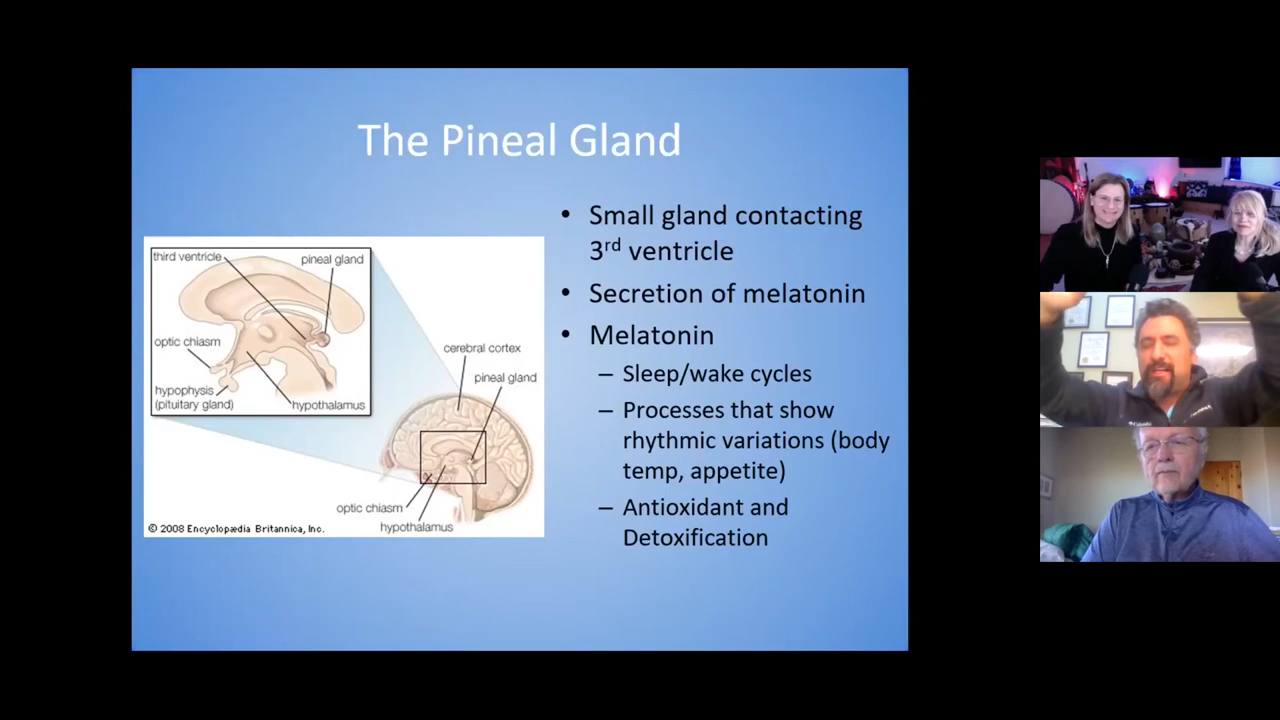 The Pineal Gland
• Small gland contacting
3rd ventricle
• Secretion of melatonin
• Melatonin
– Sleep/wake cycles
– Processes that show
rhythmic variations (body
temp, appetite)
– Antioxidant and
Detoxification
third ventricle
pineal gland
optic chiasm
hypophysis
(pituitary gland)
hypothalamus
cerebral cortex
pineal gland
optic chiasm
hypothalamus
© 2008 Encyclopædia Britannica, Inc.
Columbia